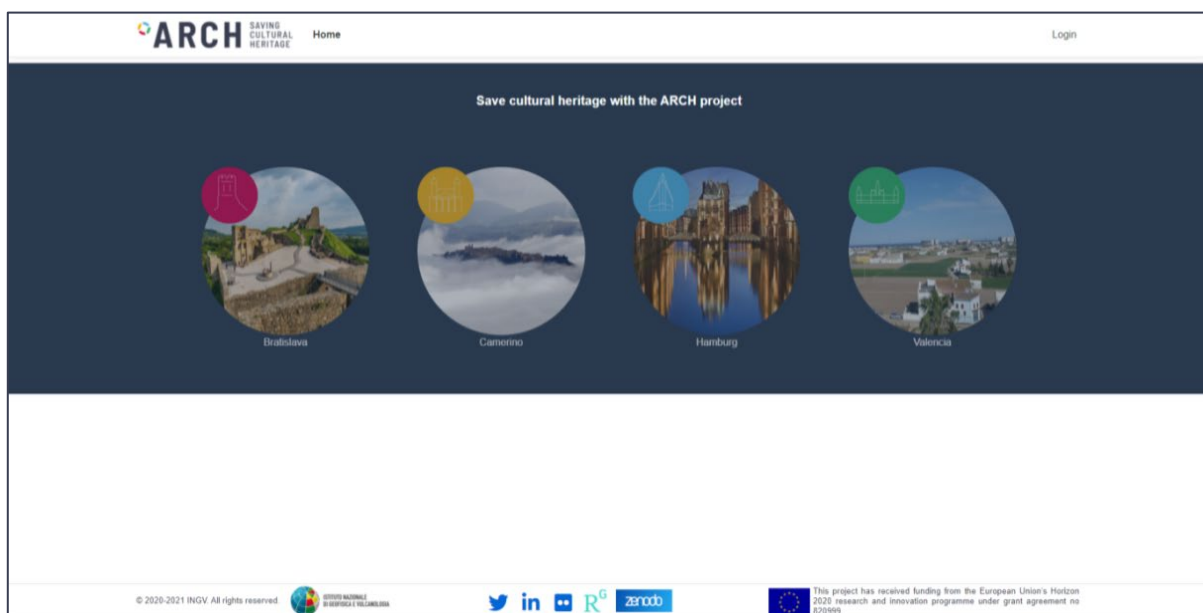 ARCH SAVING CULTURAL HERITAGE
Home
Login
Save cultural heritage with the ARCH project
Bratislava
Camerino
Hamburg
Valencia
© 2020-2021 INGV. All rights reserved.
ISTITUTO NAZIONALE
DI GEOFISICA E VULCANOLOGIA
in
RG
zenodo
This project has received funding from the European Union's Horizon
2020 research and innovation programme under grant agreement no
820999